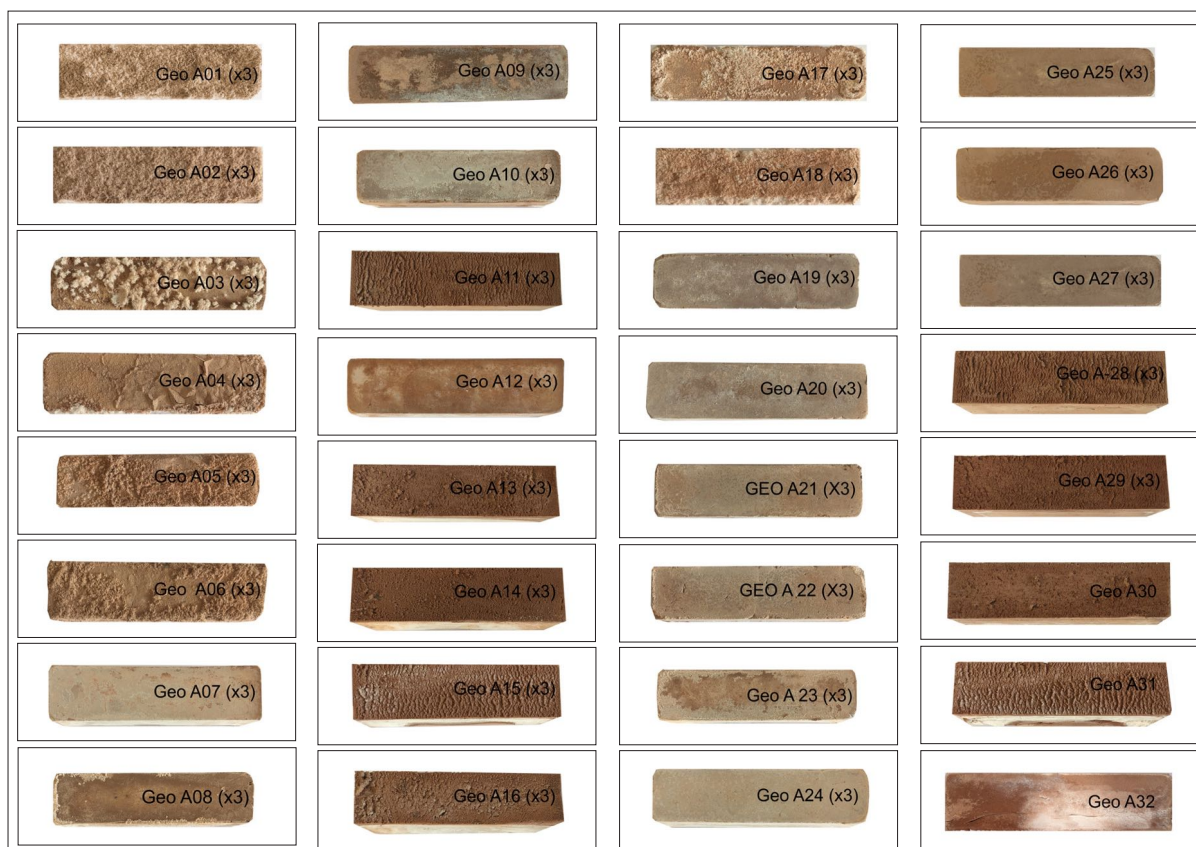 Geo A01 (x3)
Geo A02 (x3)
Geo A03 (x3)
Geo A04 (x3)
Geo A05 (x3)
Geo A06 (x3)
Geo A07 (x3)
Geo A08 (x3)
Geo A09 (x3)
Geo A10 (x3)
Geo A11 (x3)
Geo A12 (x3)
Geo A13 (x3)
Geo A14 (x3)
Geo A15 (x3)
Geo A16 (x3)
Geo A17 (x3)
Geo A18 (x3)
Geo A19 (x3)
Geo A20 (x3)
GEO A21 (X3)
GEO A 22 (X3)
Geo A 23 (x3)
Geo A24 (x3)
Geo A25 (x3)
Geo A26 (x3)
Geo A27 (x3)
Geo A-28 (x3)
Geo A29 (x3)
Geo A30
Geo A31
Geo A32